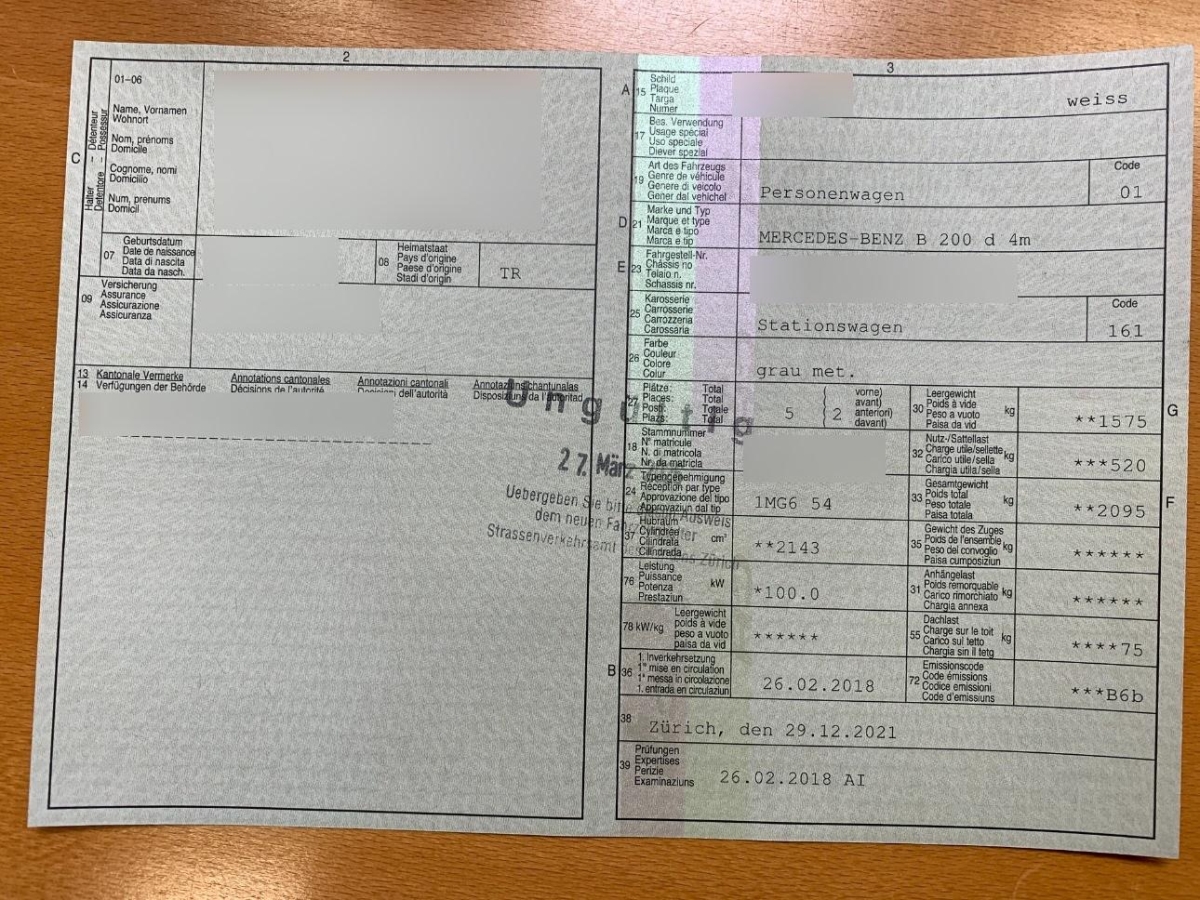 2
01-06
C
Halter - Détenteur
Detentore - Possessur
Name, Vornamen
Wohnort
Nom, prénoms
Domicile
Cognome, nomi
Domicilio
Num, prenums
Domicil
07
Geburtsdatum
Date de naissance
Data di nascita
Data da nasch.
08
Heimatstaat
Pays d'origine
Paese d'origine
Stadi d'origin
TR
09
Versicherung
Assurance
Assicurazione
Assicuranza
13 Kantonale Vermerke
14 Verfügungen der Behörde
Annotations cantonales
Décisions de l'autorité
Annotazioni cantonali
Decisioni dell'autorità
Annotaziuns chantunalas
Disposiziuns da l'autoritad
Ungültig
27. März
Uebergeben Sie Ausweis
dem neuen
Strassenverkehrsamt des Zürich
3
A 15
Schild
Plaque
Targa
Numer
weiss
17
Bes. Verwendung
Usage spécial
Uso speciale
Diever spezial
19
Art des Fahrzeugs
Genre de véhicule
Genere di veicolo
Gener dal vehichel
Personenwagen
Code
01
D 21
Marke und Typ
Marque et type
Marca e tipo
Marca e tip
MERCEDES-BENZ B 200 d 4m
E 23
Fahrgestell-Nr.
Châssis no
Telaio n.
Schassis nr.
25
Karosserie
Carrosserie
Carrozzeria
Carossaria
Stationswagen
Code
161
26
Farbe
Couleur
Colore
Colur
grau met.
27
Plätze: Total
Places: Total
Posti: Totale
Plazs: Total
5
2
vorne)
avant)
anteriori)
davant)
30
Leergewicht
Poids à vide
Peso a vuoto
Paisa da vid
kg
**1575
G
18
Stammnummer
N° matricule
N. di matricola
Nr. da matricla
32
Nutz-/Sattellast
Charge utile/sellette
Carico utile/sella
Chargia utila/sella
kg
***520
24
Typengenehmigung
Réception par type
Approvazione del tipo
Approvaziun dal tip
1MG6 54
33
Gesamtgewicht
Poids total
Peso totale
Paisa totala
kg
**2095
F
37
Hubraum
Cylindrée
Cilindrata
Cilindrada
cm³
**2143
35
Gewicht des Zuges
Poids de l'ensemble
Peso del convoglio
Paisa cumposiziun
kg
******
76
Leistung
Puissance
Potenza
Prestaziun
kW
*100.0
31
Anhängelast
Poids remorquable
Carico rimorchiato
Chargia annexa
kg
******
78 kW/kg
Leergewicht
poids à vide
peso a vuoto
paisa da vid
******
55
Dachlast
Charge sur le toit
Carico sul tetto
Chargia sin il tetg
kg
****75
B 36
1. Inverkehrsetzung
1re mise en circulation
1a messa in circolazione
1. entrada en circulaziun
26.02.2018
72
Emissionscode
Code émissions
Codice emissioni
Code d'emissiuns
***B6b
38
Zürich, den 29.12.2021
39
Prüfungen
Expertises
Perizie
Examinaziuns
26.02.2018 AI